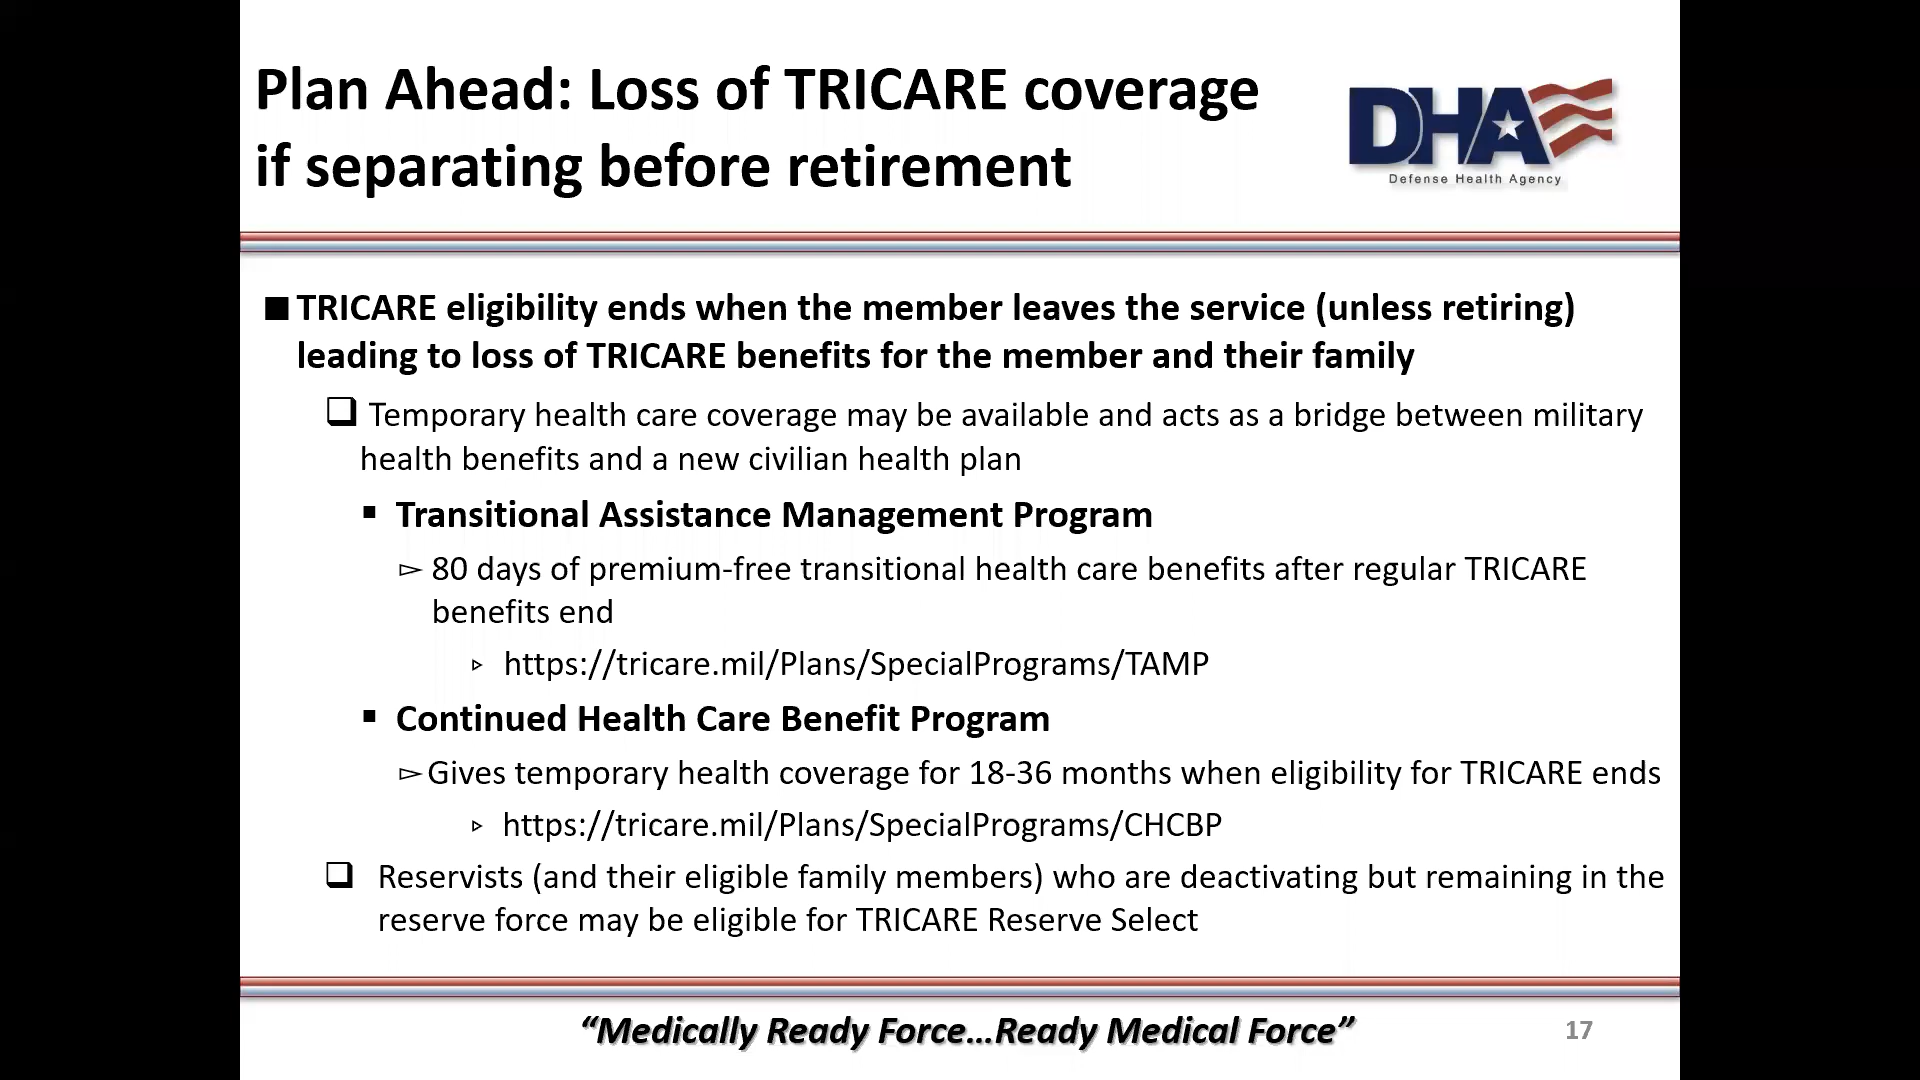 Plan Ahead: Loss of TRICARE coverage
if separating before retirement
DHA
Defense Health Agency
TRICARE eligibility ends when the member leaves the service (unless retiring)
leading to loss of TRICARE benefits for the member and their family
Temporary health care coverage may be available and acts as a bridge between military
health benefits and a new civilian health plan
Transitional Assistance Management Program
80 days of premium-free transitional health care benefits after regular TRICARE
benefits end
https://tricare.mil/Plans/SpecialPrograms/TAMP
Continued Health Care Benefit Program
Gives temporary health coverage for 18-36 months when eligibility for TRICARE ends
https://tricare.mil/Plans/SpecialPrograms/CHCBP
Reservists (and their eligible family members) who are deactivating but remaining in the
reserve force may be eligible for TRICARE Reserve Select
“Medically Ready Force…Ready Medical Force”
17